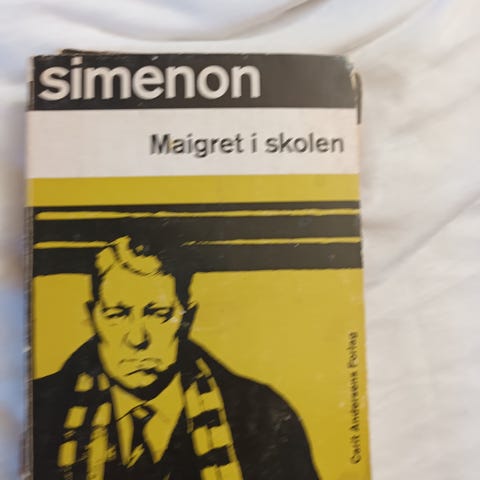 simenon
Maigret i skolen
Carit Andersens Forlag